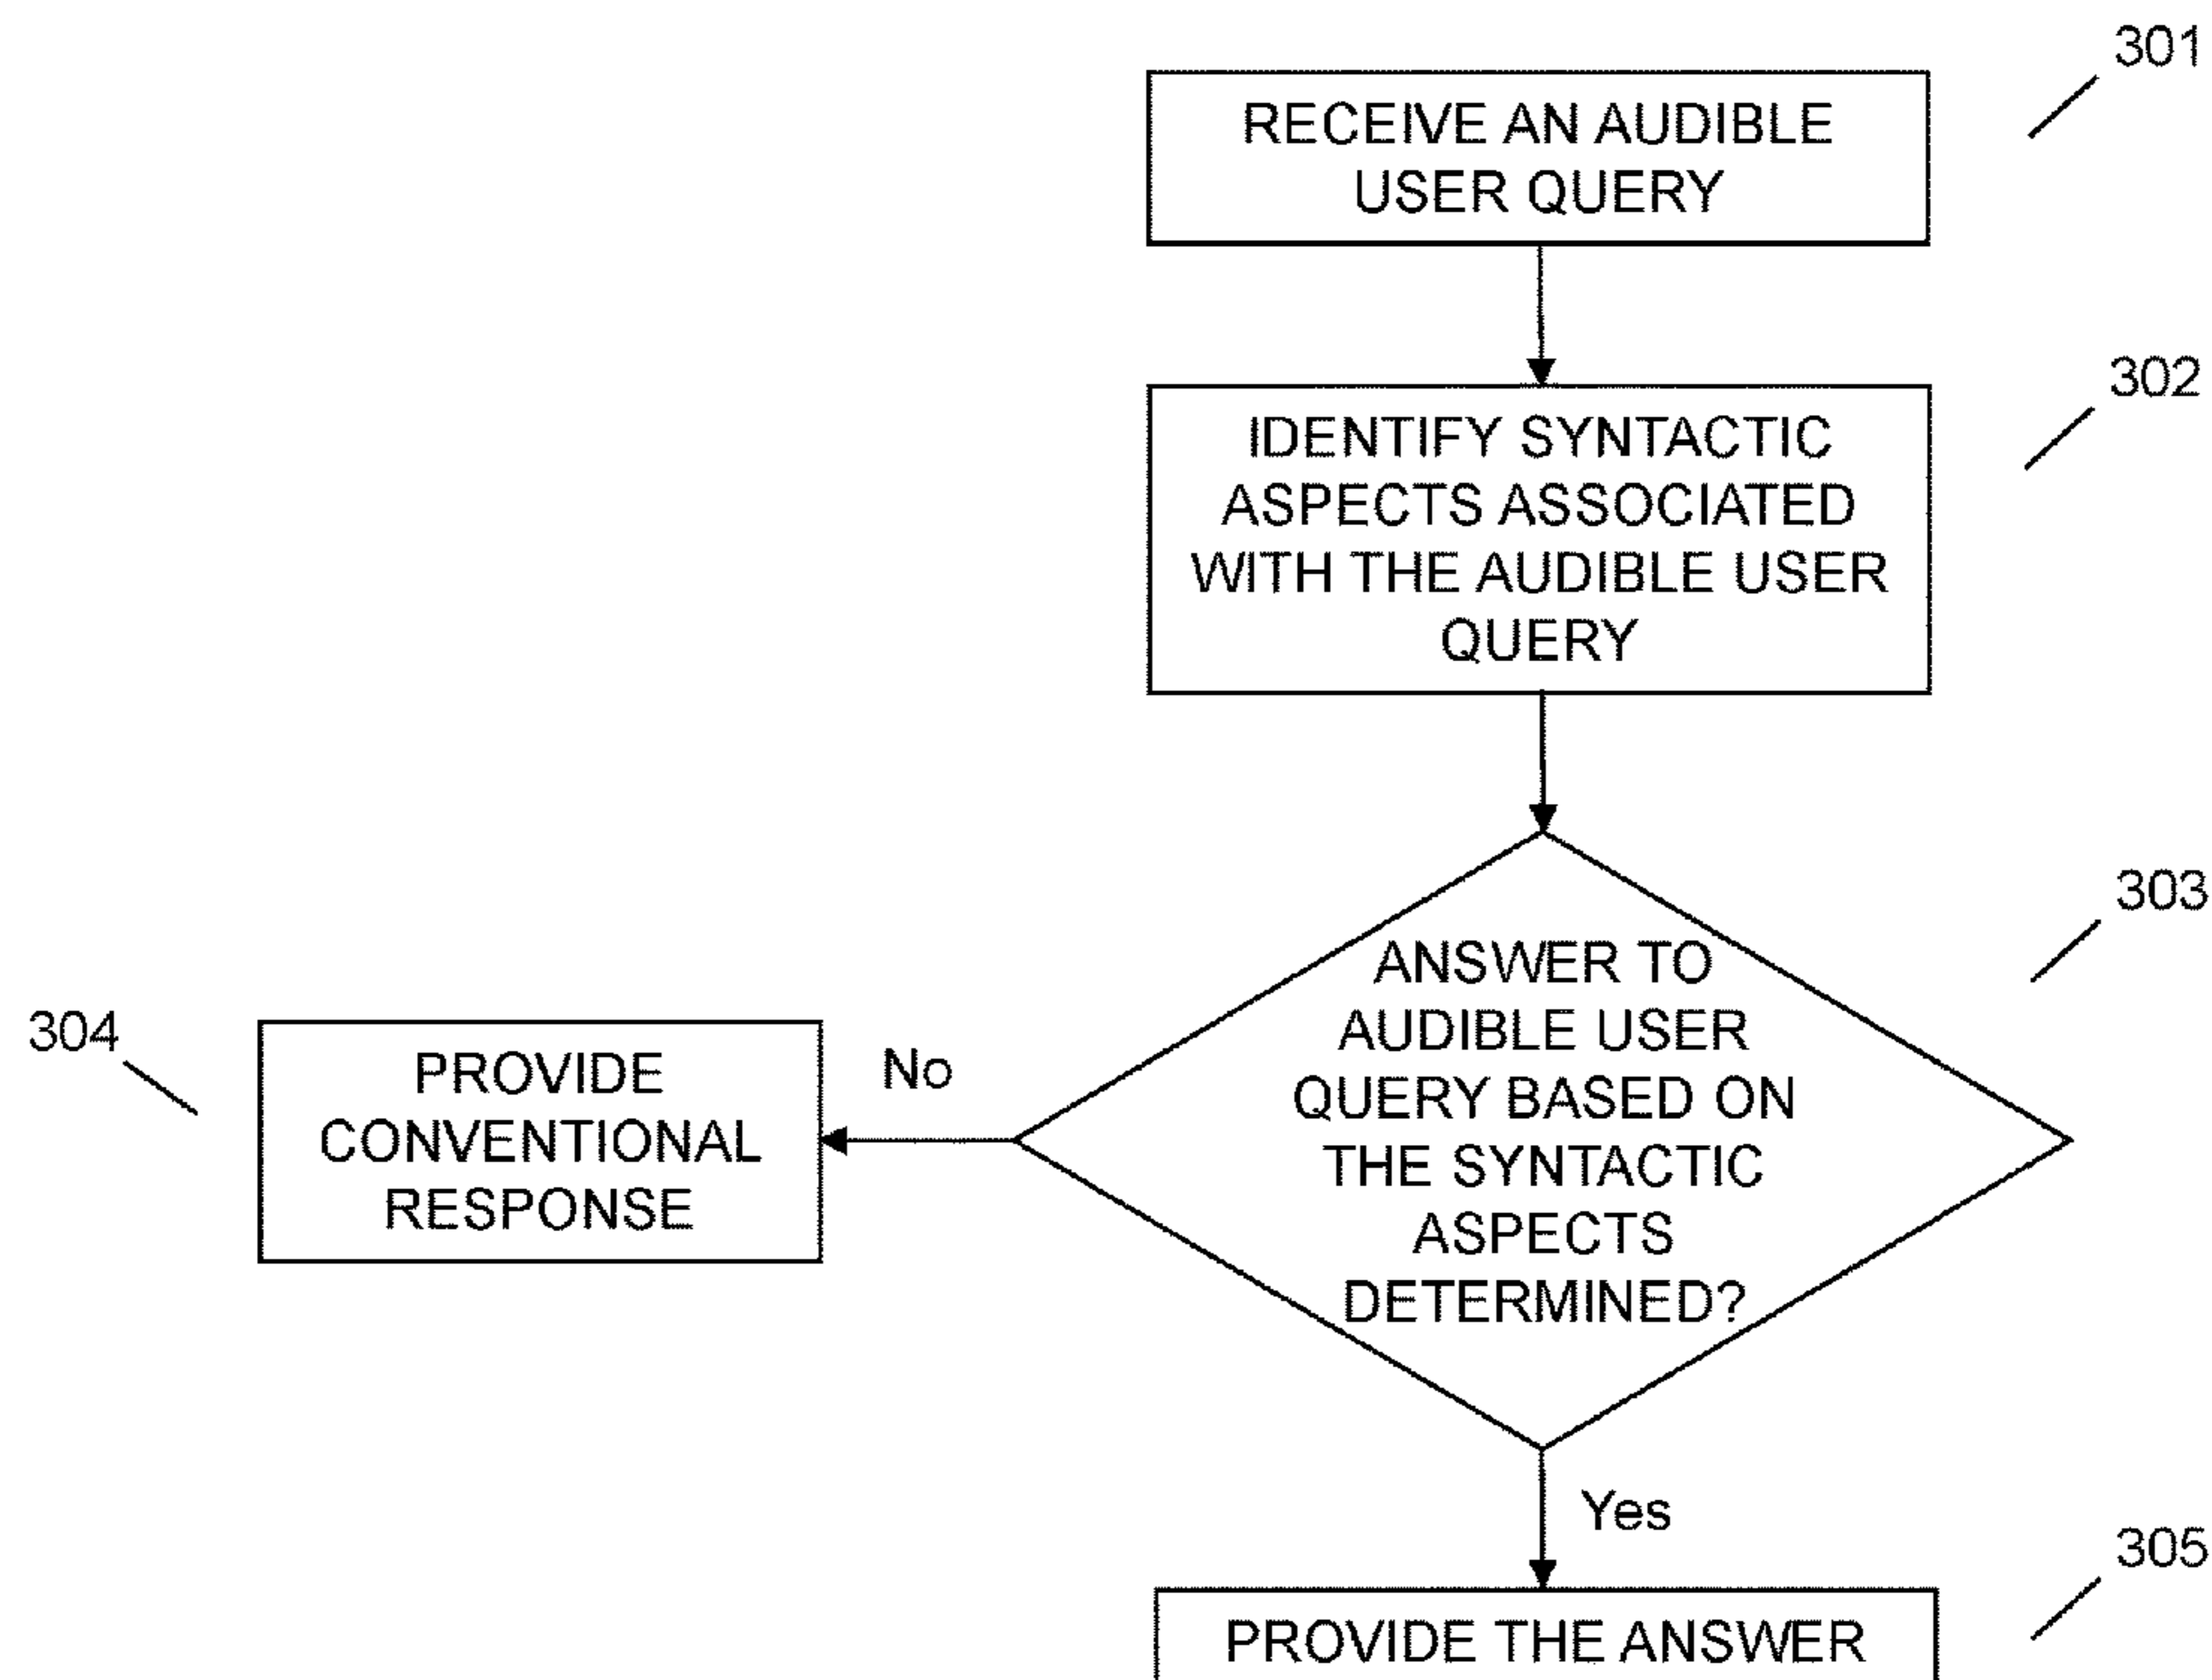 301
RECEIVE AN AUDIBLE
USER QUERY
302
IDENTIFY SYNTACTIC
ASPECTS ASSOCIATED
WITH THE AUDIBLE USER
QUERY
303
ANSWER TO
AUDIBLE USER
QUERY BASED ON
THE SYNTACTIC
ASPECTS
DETERMINED?
304
PROVIDE
CONVENTIONAL
RESPONSE
No
Yes
305
PROVIDE THE ANSWER